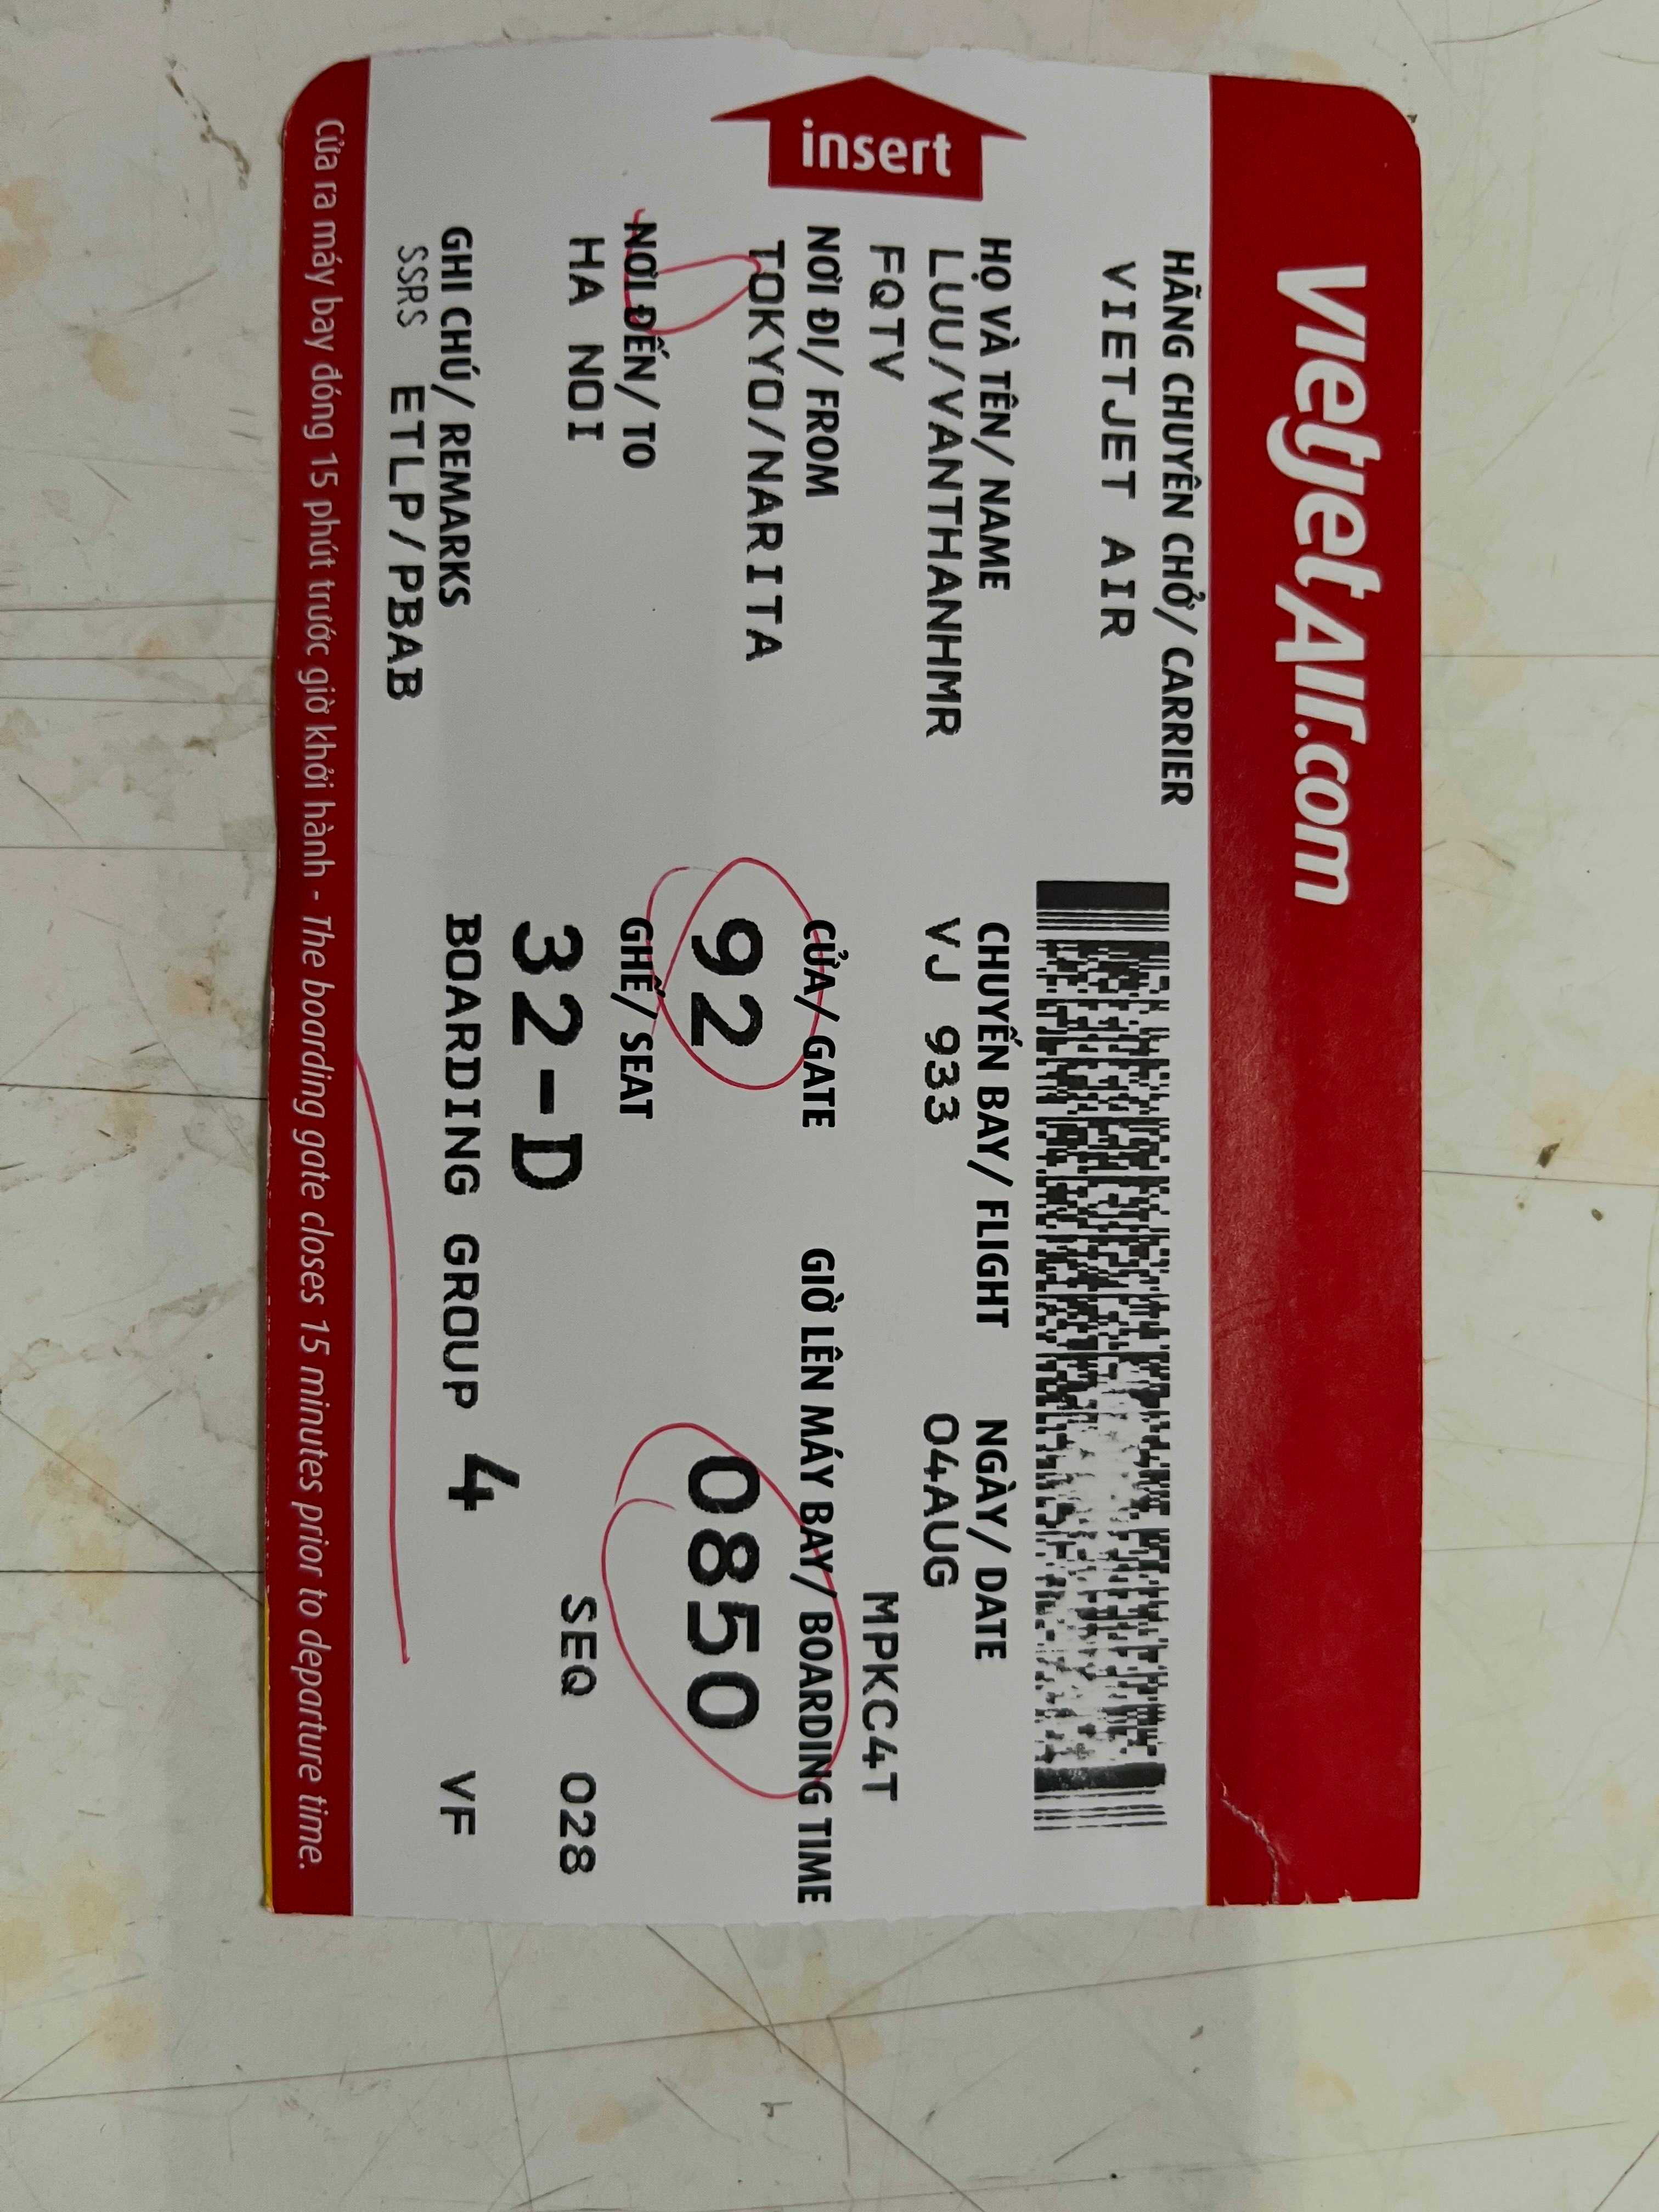 vietjetAir.com
insert
HÃNG CHUYÊN CHỞ/ CARRIER
VIETJET AIR
HỌ VÀ TÊN/ NAME CHUYẾN BAY/ FLIGHT NGÀY/ DATE
LUU/VANTHANHMR VJ 933 04AUG
FQTV MPKC4T
NƠI ĐI/ FROM CỬA/ GATE GIỜ LÊN MÁY BAY/ BOARDING TIME
TOKYO/NARITA 92 0850
NƠI ĐẾN/ TO GHẾ/ SEAT
HA NOI 32-D SEQ 028
GHI CHÚ/ REMARKS BOARDING GROUP 4 VF
SSRS ETLP/PBAB
Cửa ra máy bay đóng 15 phút trước giờ khởi hành - The boarding gate closes 15 minutes prior to departure time.